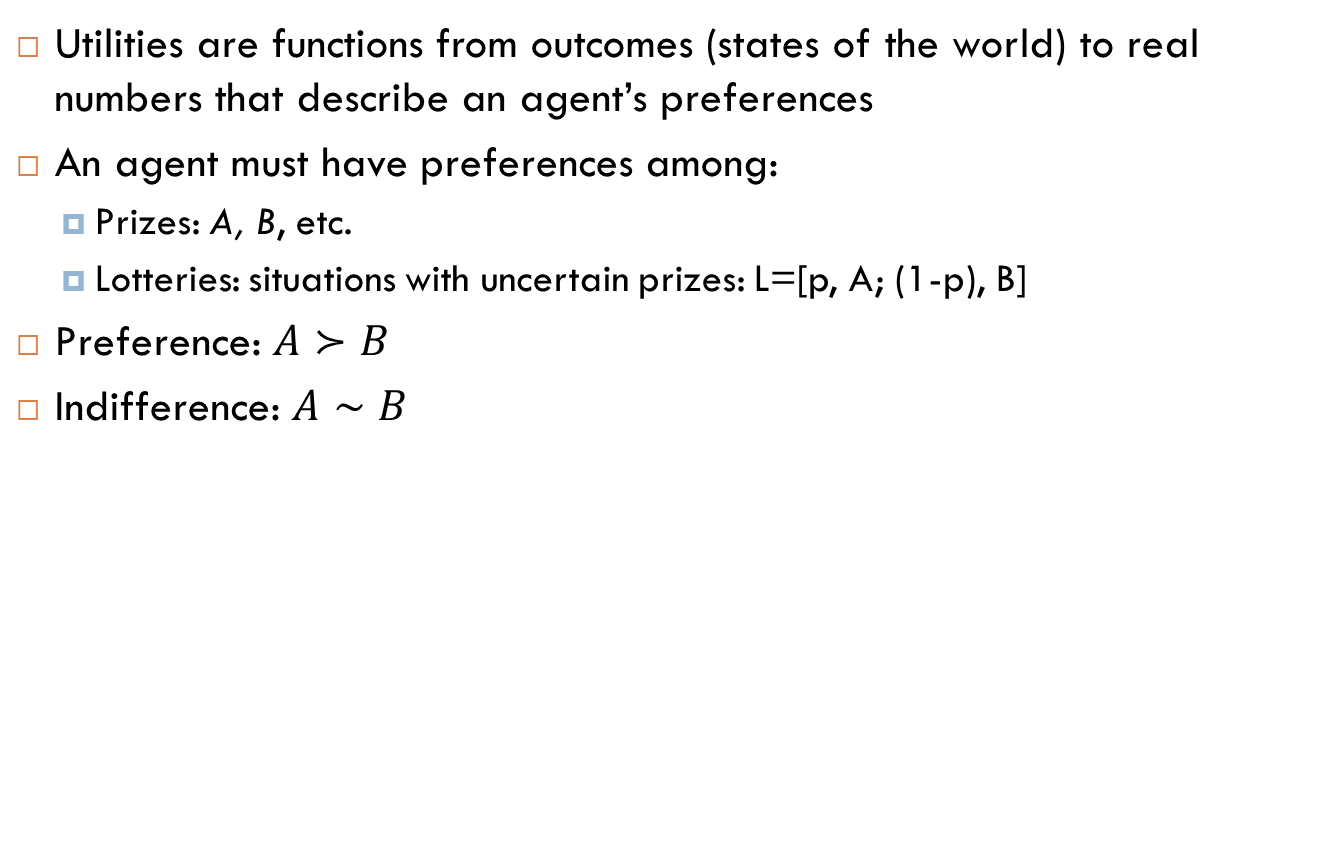 Utilities are functions from outcomes (states of the world) to real
numbers that describe an agent’s preferences
An agent must have preferences among:
Prizes: A, B, etc.
Lotteries: situations with uncertain prizes: L=[p, A; (1-p), B]
Preference: A ≻ B
Indifference: A ~ B